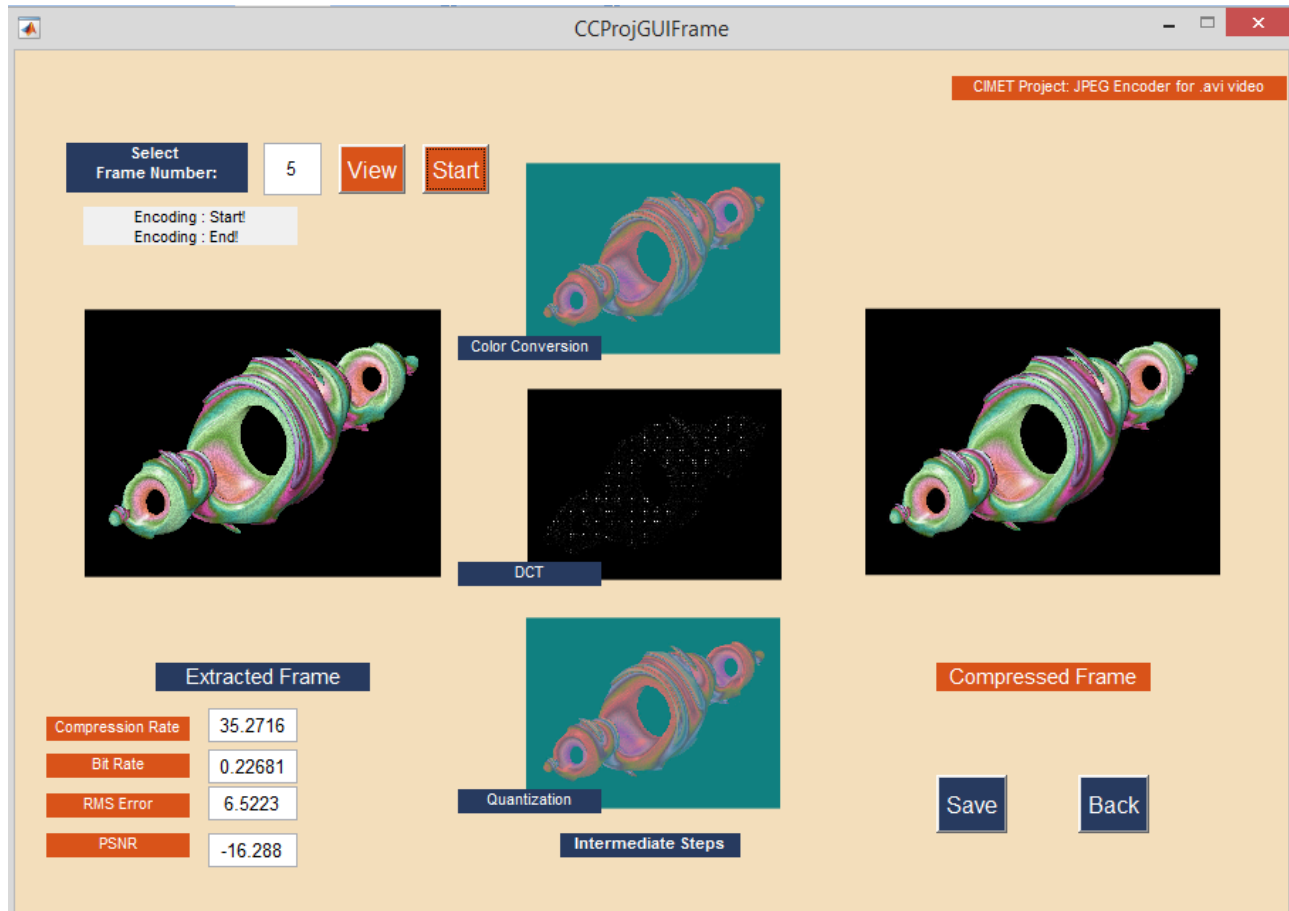 CCProjGUIFrame
CIMET Project: JPEG Encoder for .avi video
Select
Frame Number:
5
View
Start
Encoding : Start!
Encoding : End!
Color Conversion
DCT
Extracted Frame
Compressed Frame
Compression Rate
35.2716
Bit Rate
0.22681
RMS Error
6.5223
PSNR
-16.288
Quantization
Intermediate Steps
Save
Back